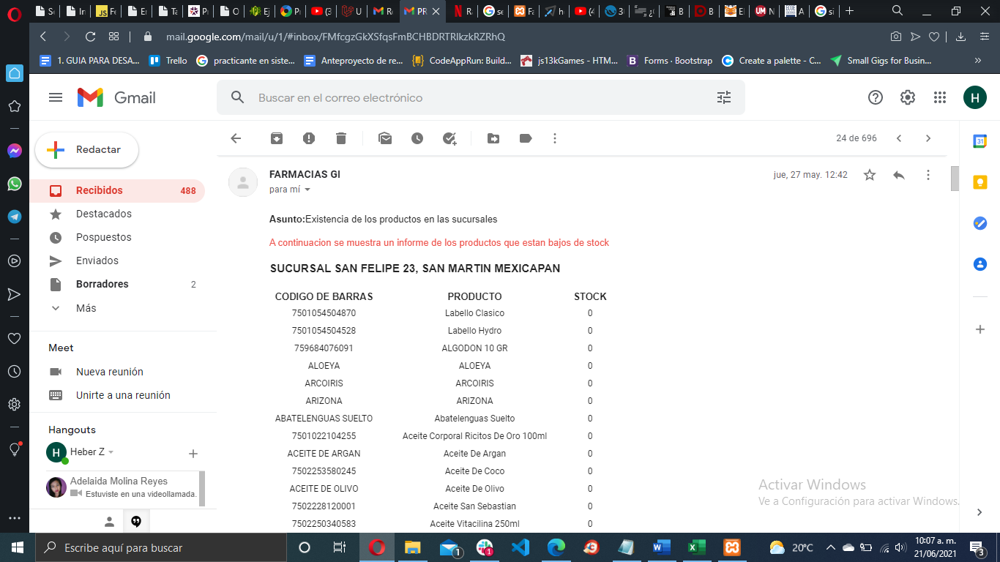 mail.google.com/mail/u/1/#inbox/FMfcgzGkXSfqsFmBCHBDRTRlkzkRZRhQ
1. GUIA PARA DESA...
Trello
practicante en siste...
Anteproyecto de re...
CodeAppRun: Build...
js13kGames - HTM...
Forms · Bootstrap
Create a palette - C...
Small Gigs for Busin...
»
Gmail
Buscar en el correo electrónico
H
Redactar
24 de 696
Recibidos 488
Destacados
Pospuestos
Enviados
Borradores 2
Más
Meet
Nueva reunión
Unirte a una reunión
Hangouts
H Heber Z
Adelaida Molina Reyes
Estuviste en una videollamada.
FARMACIAS GI
jue, 27 may. 12:42
para mí
Asunto:Existencia de los productos en las sucursales
A continuacion se muestra un informe de los productos que estan bajos de stock
SUCURSAL SAN FELIPE 23, SAN MARTIN MEXICAPAN
CODIGO DE BARRAS PRODUCTO STOCK
7501054504870 Labello Clasico 0
7501054504528 Labello Hydro 0
759684076091 ALGODON 10 GR 0
ALOEYA ALOEYA 0
ARCOIRIS ARCOIRIS 0
ARIZONA ARIZONA 0
ABATELENGUAS SUELTO Abatelenguas Suelto 0
7501022104255 Aceite Corporal Ricitos De Oro 100ml 0
ACEITE DE ARGAN Aceite De Argan 0
7502253580245 Aceite De Coco 0
ACEITE DE OLIVO Aceite De Olivo 0
7502228120001 Aceite San Sebastian 0
7502250340583 Aceite Vitacilina 250ml 0
31
Activar Windows
Ve a Configuración para activar Windows.
Escribe aquí para buscar
1
1
20°C
10:07 a. m.
21/06/2021
3